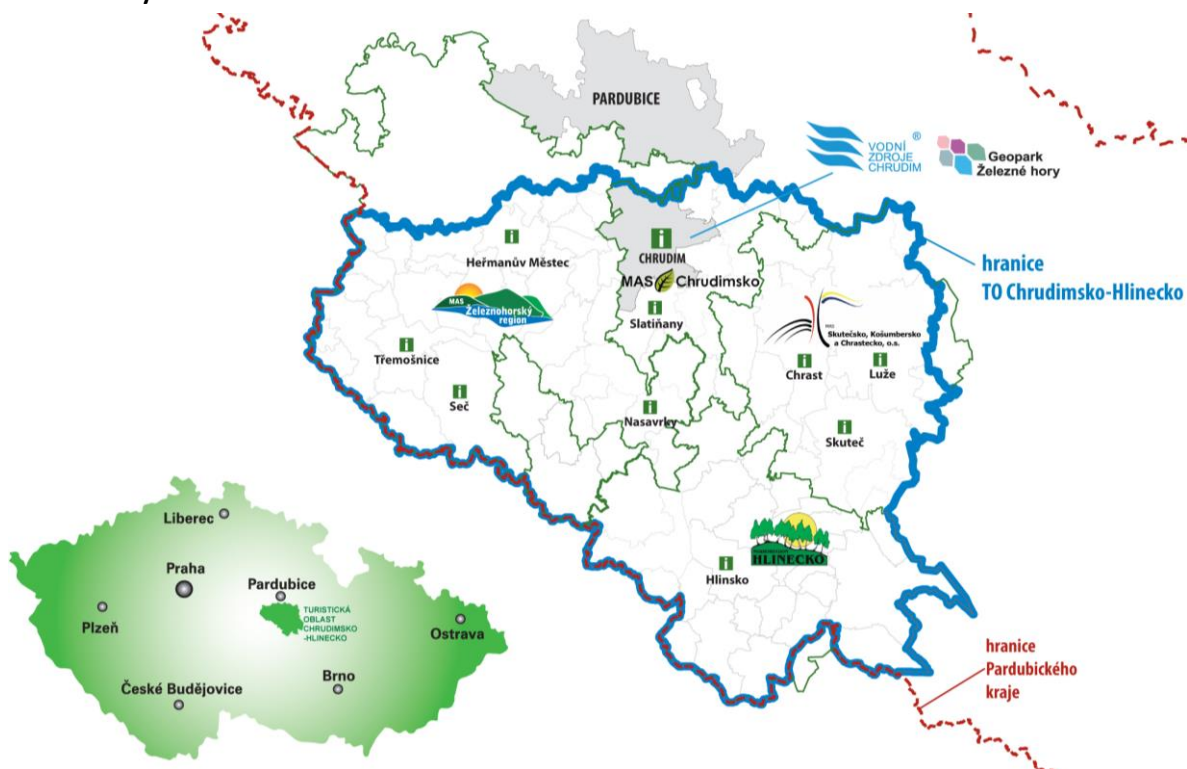 PARDUBICE
VODNÍ
ZDROJE
CHRUDIM
®
Geopark
Železné hory
i
Heřmanův Městec
i
CHRUDIM
MAS Chrudimsko
hranice
TO Chrudimsko-Hlinecko
MAS
Železnohorský
region
i
Slatiňany
MAS
Skutečsko, Košumbersko
a Chrastecko, o.s.
i
Třemošnice
i
Chrast
i
Luže
i
Seč
i
Nasavrky
i
Skuteč
HLINECKO
i
Hlinsko
hranice
Pardubického
kraje
Liberec
Praha
Pardubice
TURISTICKÁ
OBLAST
CHRUDIMSKO
-HLINECKO
Plzeň
Ostrava
Brno
České Budějovice